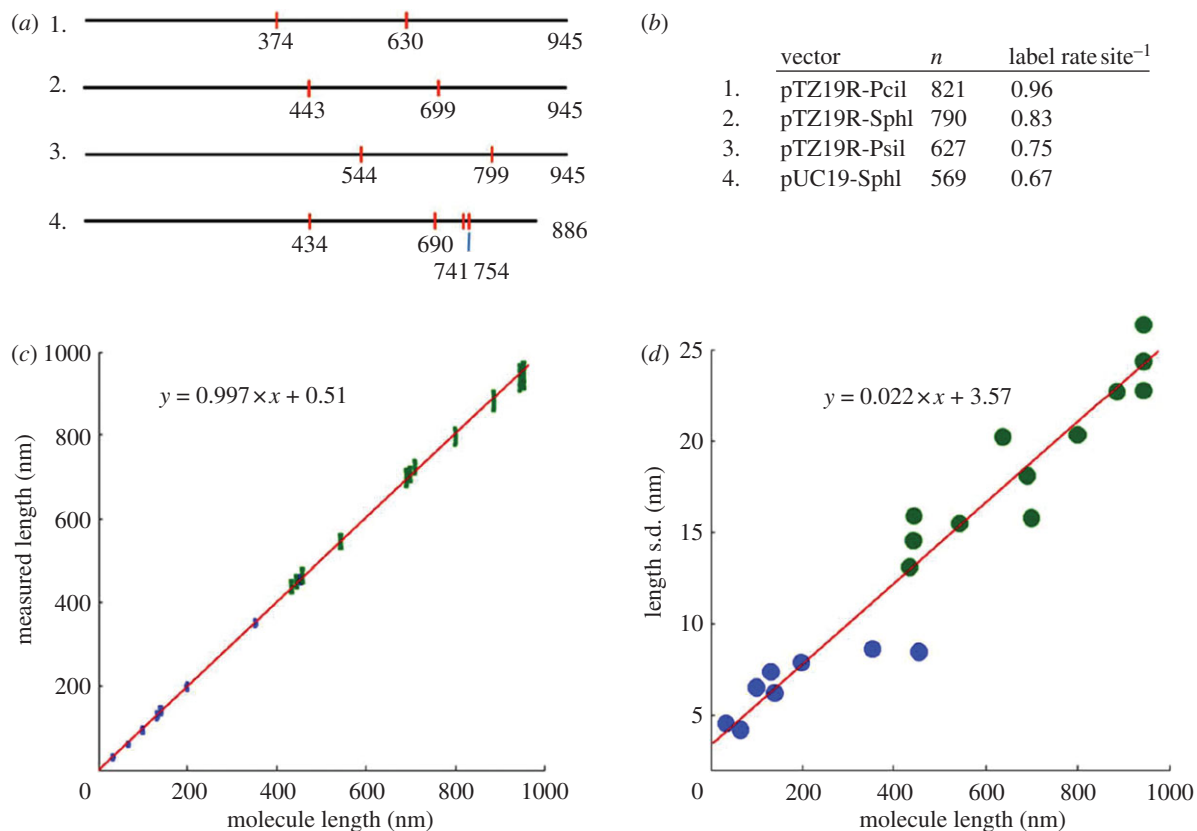 (a)
1.
374 630 945
2.
443 699 945
3.
544 799 945
4.
434 690 886
741 754
(b)
vector n label rate site⁻¹
1. pTZ19R-Pcil 821 0.96
2. pTZ19R-Sphl 790 0.83
3. pTZ19R-Psil 627 0.75
4. pUC19-Sphl 569 0.67
(c)
1000
y = 0.997 × x + 0.51
800
600
400
200
measured length (nm)
0 200 400 600 800 1000
molecule length (nm)
(d)
25
y = 0.022 × x + 3.57
20
15
10
5
length s.d. (nm)
0 200 400 600 800 1000
molecule length (nm)